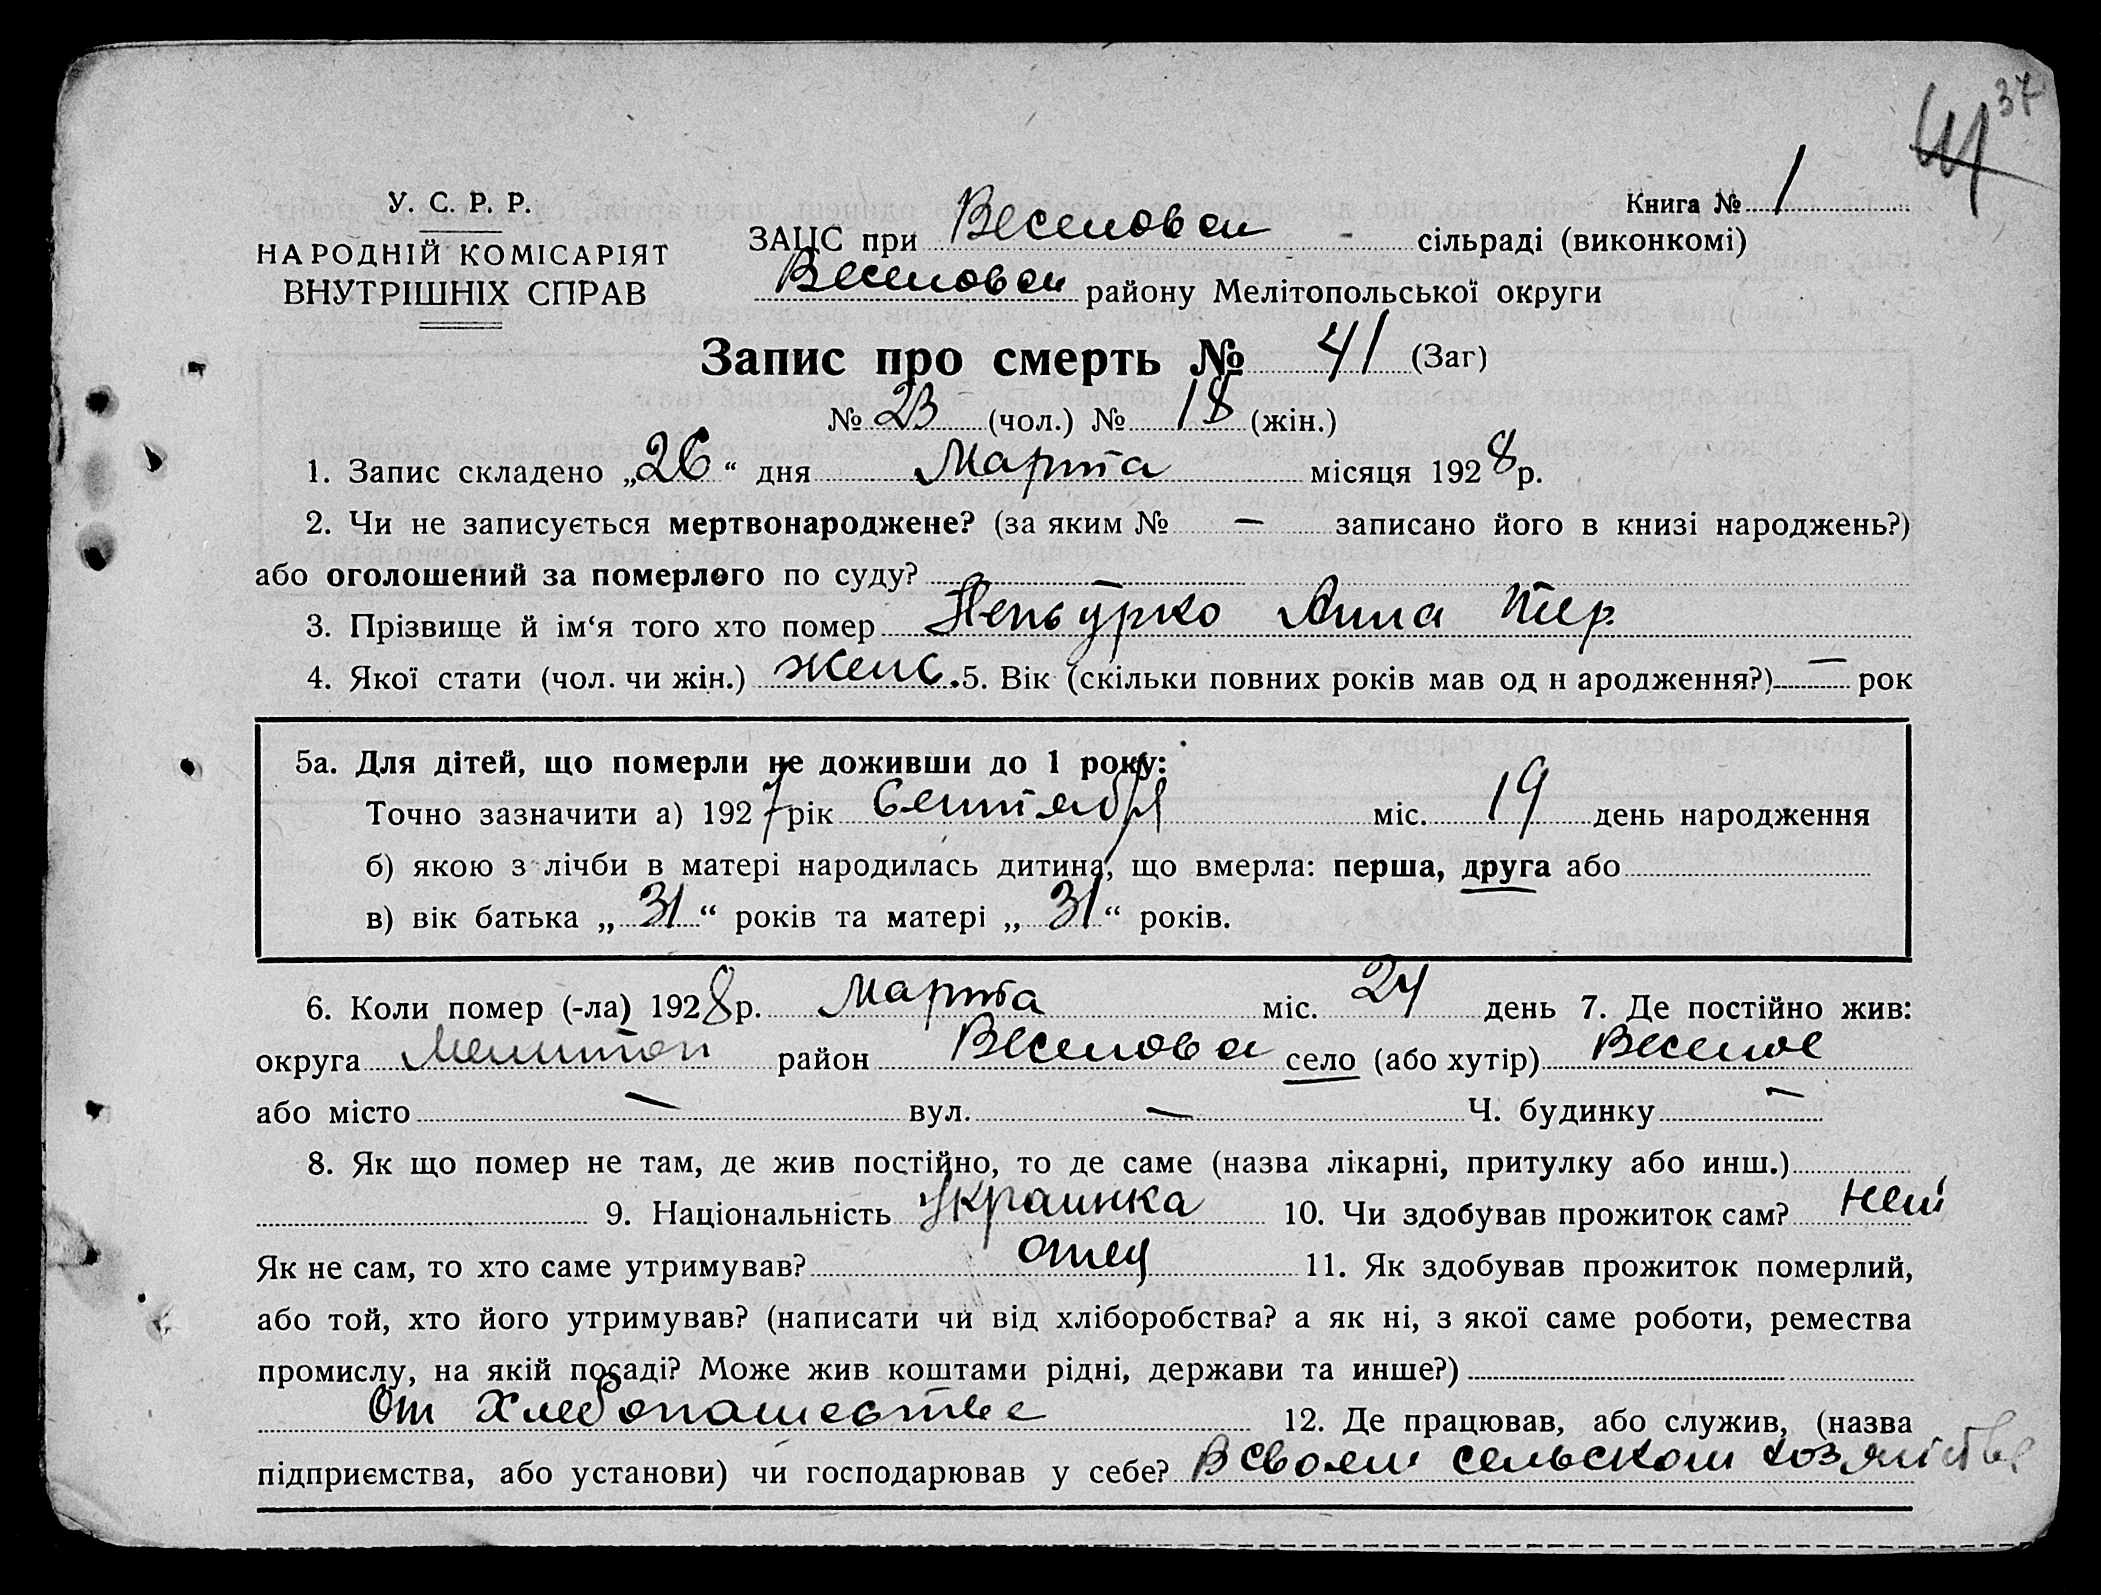 37
41
У. С. Р. Р.
НАРОДНІЙ КОМІСАРІЯТ
ВНУТРІШНІХ СПРАВ
Книга № 1
ЗАЦС при Веселовск - сільраді (виконкомі)
Веселовск району Мелітопольської округи
Запис про смерть № 41 (Заг)
№ 23 (чол.) № 18 (жін.)
1. Запис складено „26“ дня Марта місяця 1928 р.
2. Чи не записується мертвонароджене? (за яким № — записано його в книзі народжень?)
або оголошений за померлого по суду? —
3. Прізвище й ім‘я того хто помер Анна
4. Якої стати (чол. чи жін.) женс. 5. Вік (скільки повних років мав од н ародження?) — рок
5а. Для дітей, що померли не доживши до 1 року:
Точно зазначити а) 1927 рік Сентября міс. 19 день народження
б) якою з лічби в матері народилась дитина, що вмерла: перша, друга або
в) вік батька „31“ років та матері „31“ років.
6. Коли помер (-ла) 1928 р. Марта міс. 24 день 7. Де постійно жив:
округа Мелитоп район Веселовск село (або хутір) Веселое
або місто — вул. — Ч. будинку —
8. Як що помер не там, де жив постійно, то де саме (назва лікарні, притулку або инш.)
9. Національність Украинка 10. Чи здобував прожиток сам? нет
Як не сам, то хто саме утримував? отец 11. Як здобував прожиток померлий,
або той, хто його утримував? (написати чи від хліборобства? а як ні, з якої саме роботи, ремества
промислу, на якій посаді? Може жив коштами рідні, держави та инше?)
От Хлебопашества 12. Де працював, або служив, (назва
підприємства, або установи) чи господарював у себе? В своем сельском хозяйстве